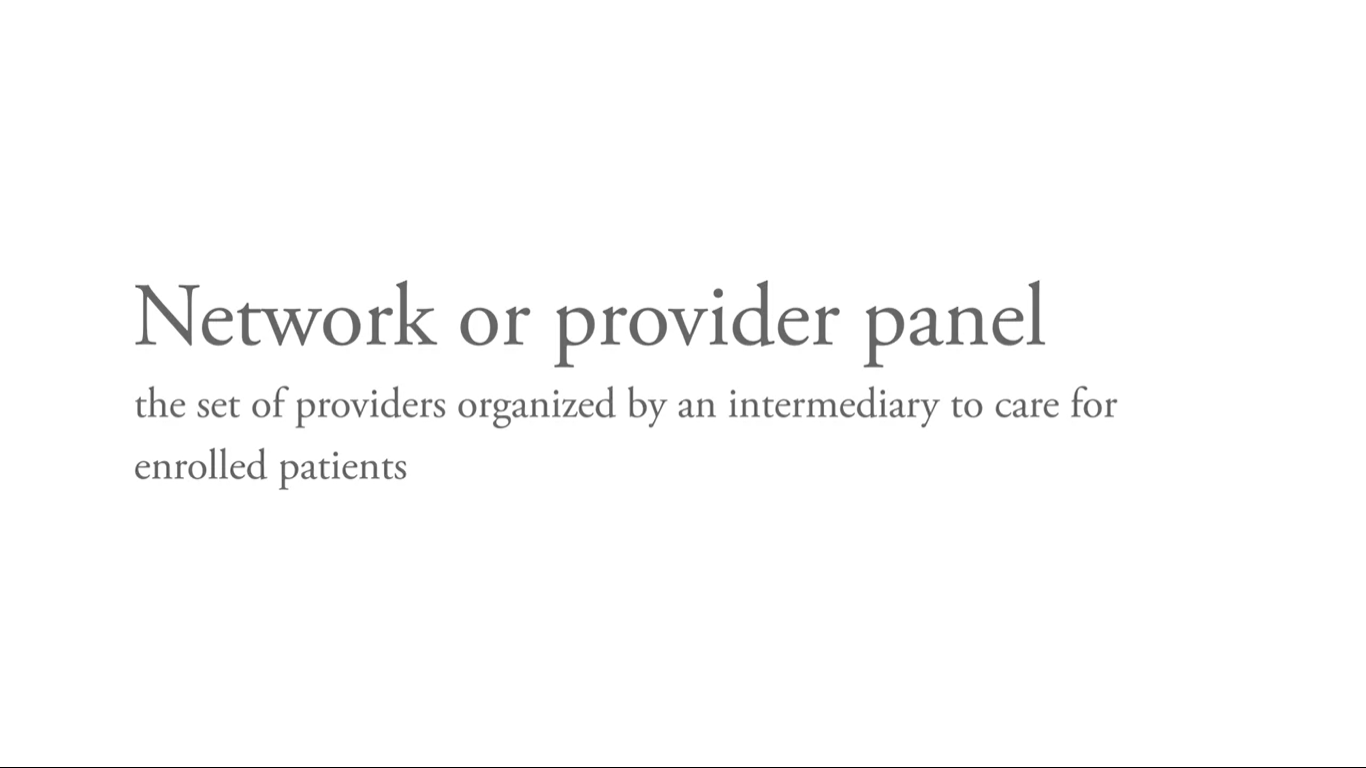 Network or provider panel
the set of providers organized by an intermediary to care for
enrolled patients